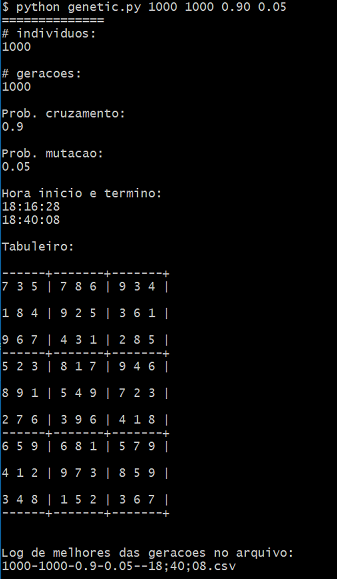 $ python genetic.py 1000 1000 0.90 0.05
==============
# individuos:
1000
# geracoes:
1000
Prob. cruzamento:
0.9
Prob. mutacao:
0.05
Hora inicio e termino:
18:16:28
18:40:08
Tabuleiro:
------+-------+-------+
7 3 5 | 7 8 6 | 9 3 4 |
1 8 4 | 9 2 5 | 3 6 1 |
9 6 7 | 4 3 1 | 2 8 5 |
------+-------+-------+
5 2 3 | 8 1 7 | 9 4 6 |
8 9 1 | 5 4 9 | 7 2 3 |
2 7 6 | 3 9 6 | 4 1 8 |
------+-------+-------+
6 5 9 | 6 8 1 | 5 7 9 |
4 1 2 | 9 7 3 | 8 5 9 |
3 4 8 | 1 5 2 | 3 6 7 |
------+-------+-------+
Log de melhores das geracoes no arquivo:
1000-1000-0.9-0.05--18;40;08.csv